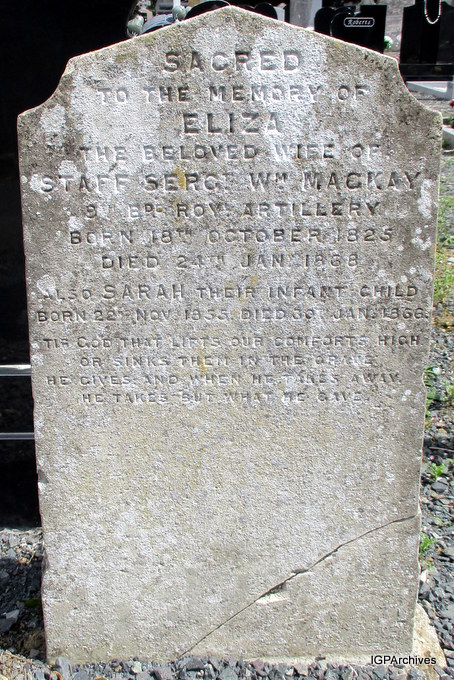 Roberts
SACRED
TO THE MEMORY OF
ELIZA
THE BELOVED WIFE OF
STAFF SERGT WM MACKAY
BDE ROYL ARTILLERY
BORN 18TH OCTOBER 1825
DIED 24TH JAN. 1868
ALSO SARAH THEIR INFANT CHILD
BORN 22ND NOV. 1855, DIED 30TH JAN. 1866.
TIS GOD THAT LIFTS OUR COMFORTS HIGH
OR SINKS THEM IN THE GRAVE.
HE GIVES, AND WHEN HE TAKES AWAY,
HE TAKES BUT WHAT HE GAVE.
IGPArchives